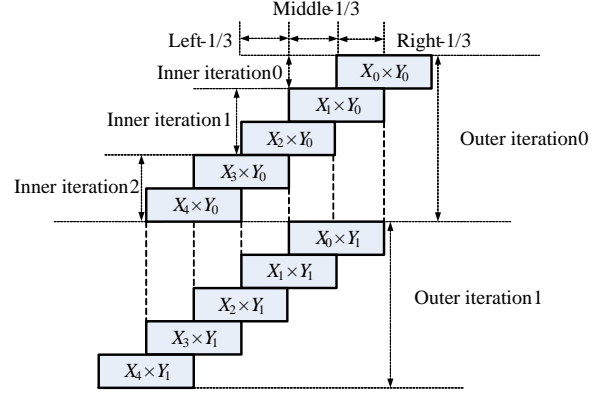 Middle-1/3
Left-1/3
Right-1/3
Inner iteration0
X0×Y0
Inner iteration1
X1×Y0
X2×Y0
Outer iteration0
Inner iteration2
X3×Y0
X4×Y0
X0×Y1
X1×Y1
Outer iteration1
X2×Y1
X3×Y1
X4×Y1